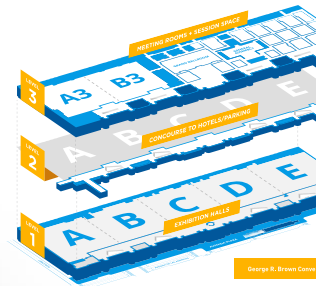 MEETING ROOMS + SESSION SPACE
LEVEL
3
A3
B3
CONCOURSE TO HOTELS/PARKING
LEVEL
2
A
B
C
D
E
EXHIBITION HALLS
LEVEL
1
A
B
C
D
E
George R. Brown Conve